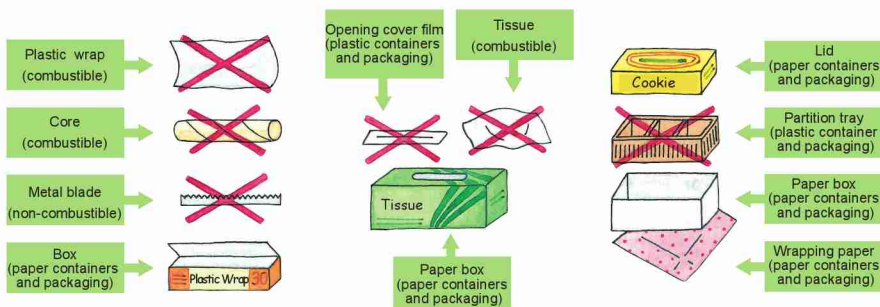 Plastic wrap
(combustible)
Core
(combustible)
Metal blade
(non-combustible)
Box
(paper containers
and packaging)
Plastic Wrap 30
Opening cover film
(plastic containers
and packaging)
Tissue
(combustible)
Tissue
Paper box
(paper containers
and packaging)
Cookie
Lid
(paper containers
and packaging)
Partition tray
(plastic container
and packaging)
Paper box
(paper containers
and packaging)
Wrapping paper
(paper containers
and packaging)